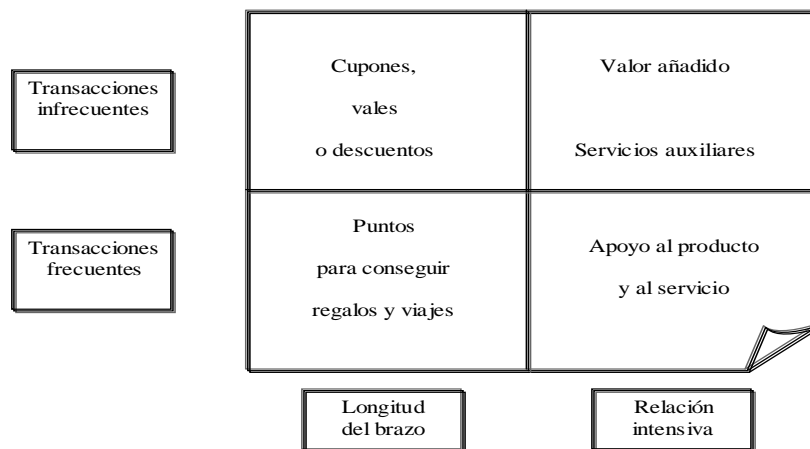 Transacciones
infrecuentes
Cupones,
vales
o descuentos
Valor añadido
Servicios auxiliares
Transacciones
frecuentes
Puntos
para conseguir
regalos y viajes
Apoyo al producto
y al servicio
Longitud
del brazo
Relación
intensiva